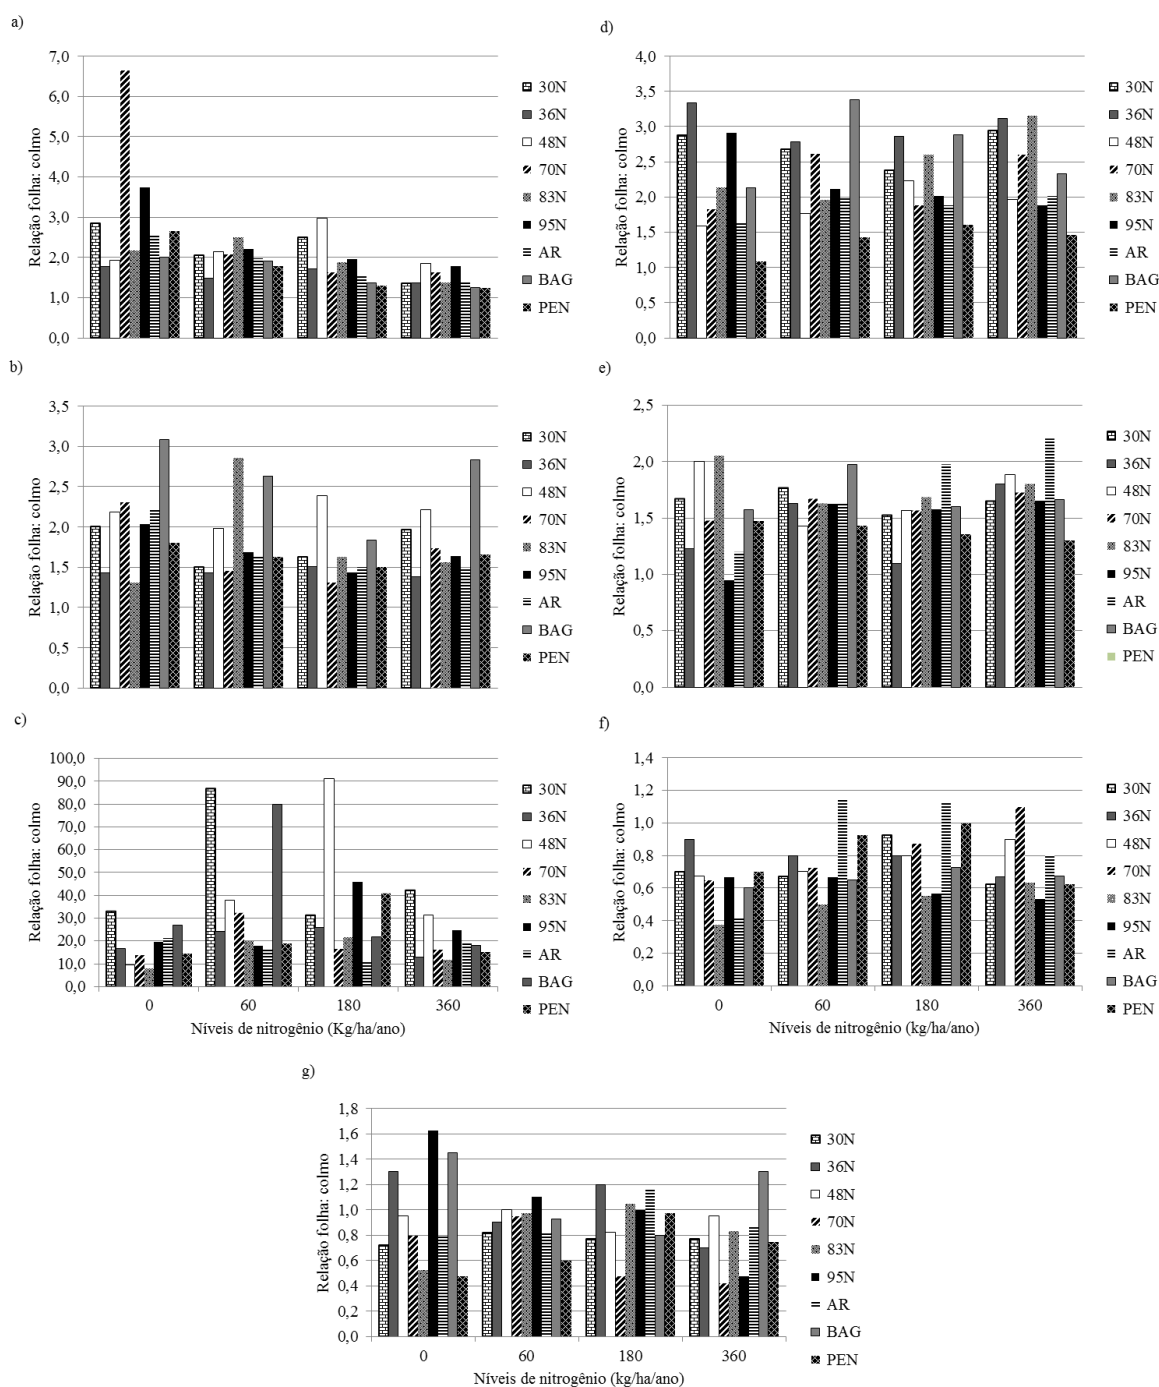 a)
7,0
6,0
5,0
4,0
3,0
2,0
1,0
0,0
Relação folha: colmo
30N
36N
48N
70N
83N
95N
AR
BAG
PEN
d)
4,0
3,5
3,0
2,5
2,0
1,5
1,0
0,5
0,0
Relação folha: colmo
30N
36N
48N
70N
83N
95N
AR
BAG
PEN
b)
3,5
3,0
2,5
2,0
1,5
1,0
0,5
0,0
Relação folha: colmo
30N
36N
48N
70N
83N
95N
AR
BAG
PEN
e)
2,5
2,0
1,5
1,0
0,5
0,0
Relação folha: colmo
30N
36N
48N
70N
83N
95N
AR
BAG
PEN
c)
100,0
90,0
80,0
70,0
60,0
50,0
40,0
30,0
20,0
10,0
0,0
Relação folha: colmo
0 60 180 360
Níveis de nitrogênio (Kg/ha/ano)
30N
36N
48N
70N
83N
95N
AR
BAG
PEN
f)
1,4
1,2
1,0
0,8
0,6
0,4
0,2
0,0
Relação folha: colmo
0 60 180 360
Níveis de nitrogênio (kg/ha/ano)
30N
36N
48N
70N
83N
95N
AR
BAG
PEN
g)
1,8
1,6
1,4
1,2
1,0
0,8
0,6
0,4
0,2
0,0
Relação folha: colmo
0 60 180 360
Níveis de nitrogênio (kg/ha/ano)
30N
36N
48N
70N
83N
95N
AR
BAG
PEN